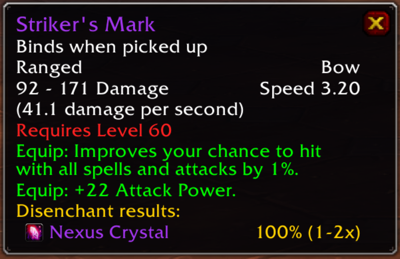 Striker's Mark
Binds when picked up
Ranged Bow
92 - 171 Damage Speed 3.20
(41.1 damage per second)
Requires Level 60
Equip: Improves your chance to hit
with all spells and attacks by 1%.
Equip: +22 Attack Power.
Disenchant results:
Nexus Crystal 100% (1-2x)